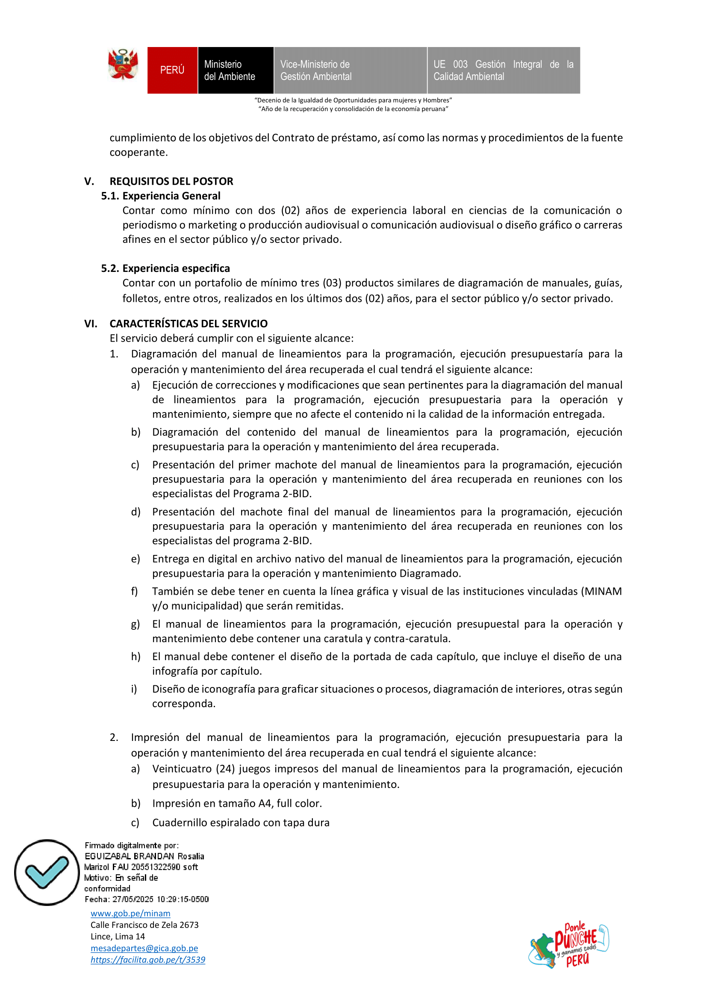 PERÚ
Ministerio
del Ambiente
Vice-Ministerio de
Gestión Ambiental
UE 003 Gestión Integral de la
Calidad Ambiental
“Decenio de la Igualdad de Oportunidades para mujeres y Hombres”
“Año de la recuperación y consolidación de la economía peruana”
cumplimiento de los objetivos del Contrato de préstamo, así como las normas y procedimientos de la fuente
cooperante.
V. REQUISITOS DEL POSTOR
5.1. Experiencia General
Contar como mínimo con dos (02) años de experiencia laboral en ciencias de la comunicación o
periodismo o marketing o producción audiovisual o comunicación audiovisual o diseño gráfico o carreras
afines en el sector público y/o sector privado.
5.2. Experiencia especifica
Contar con un portafolio de mínimo tres (03) productos similares de diagramación de manuales, guías,
folletos, entre otros, realizados en los últimos dos (02) años, para el sector público y/o sector privado.
VI. CARACTERÍSTICAS DEL SERVICIO
El servicio deberá cumplir con el siguiente alcance:
1. Diagramación del manual de lineamientos para la programación, ejecución presupuestaría para la
operación y mantenimiento del área recuperada el cual tendrá el siguiente alcance:
a) Ejecución de correcciones y modificaciones que sean pertinentes para la diagramación del manual
de lineamientos para la programación, ejecución presupuestaria para la operación y
mantenimiento, siempre que no afecte el contenido ni la calidad de la información entregada.
b) Diagramación del contenido del manual de lineamientos para la programación, ejecución
presupuestaria para la operación y mantenimiento del área recuperada.
c) Presentación del primer machote del manual de lineamientos para la programación, ejecución
presupuestaria para la operación y mantenimiento del área recuperada en reuniones con los
especialistas del Programa 2-BID.
d) Presentación del machote final del manual de lineamientos para la programación, ejecución
presupuestaria para la operación y mantenimiento del área recuperada en reuniones con los
especialistas del programa 2-BID.
e) Entrega en digital en archivo nativo del manual de lineamientos para la programación, ejecución
presupuestaria para la operación y mantenimiento Diagramado.
f) También se debe tener en cuenta la línea gráfica y visual de las instituciones vinculadas (MINAM
y/o municipalidad) que serán remitidas.
g) El manual de lineamientos para la programación, ejecución presupuestal para la operación y
mantenimiento debe contener una caratula y contra-caratula.
h) El manual debe contener el diseño de la portada de cada capítulo, que incluye el diseño de una
infografía por capítulo.
i) Diseño de iconografía para graficar situaciones o procesos, diagramación de interiores, otras según
corresponda.
2. Impresión del manual de lineamientos para la programación, ejecución presupuestaria para la
operación y mantenimiento del área recuperada en cual tendrá el siguiente alcance:
a) Veinticuatro (24) juegos impresos del manual de lineamientos para la programación, ejecución
presupuestaria para la operación y mantenimiento.
b) Impresión en tamaño A4, full color.
c) Cuadernillo espiralado con tapa dura
Firmado digitalmente por:
EGUIZABAL BRANDAN Rosalia
Marizol FAU 20551322590 soft
Motivo: En señal de
conformidad
Fecha: 27/05/2025 10:29:15-0500
www.gob.pe/minam
Calle Francisco de Zela 2673
Lince, Lima 14
mesadepartes@gica.gob.pe
https://facilita.gob.pe/t/3539
Ponle
PUNCHE
y ganamos todos
PERÚ